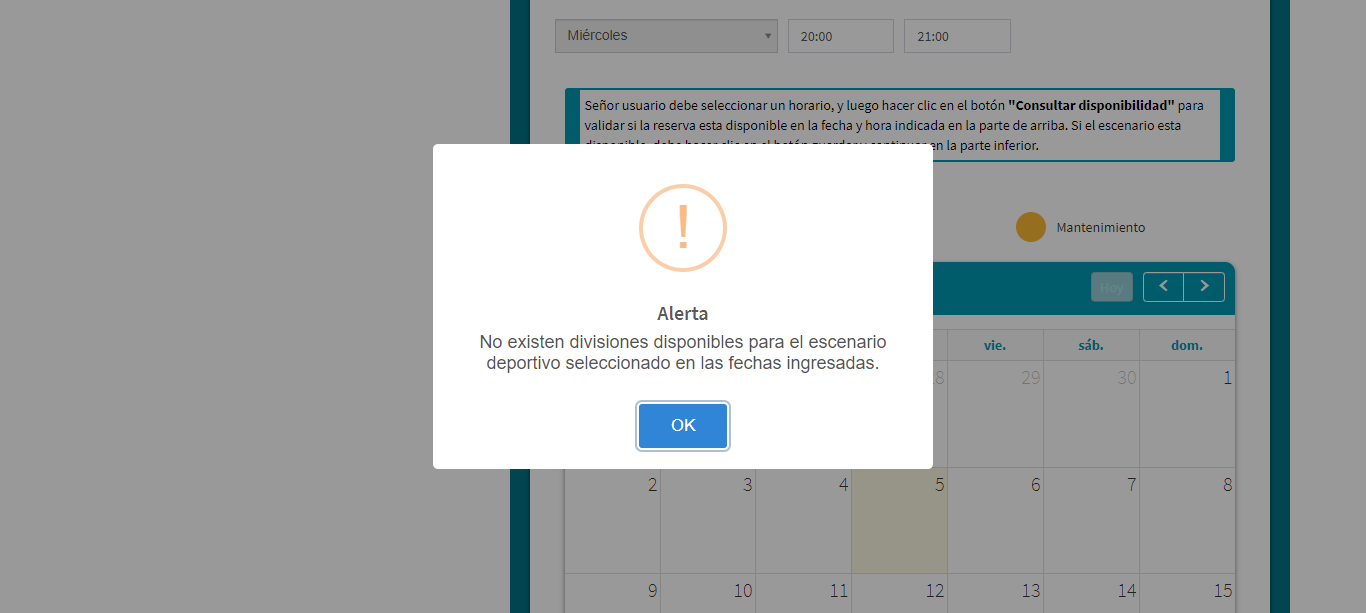 Miércoles 20:00 21:00
Señor usuario debe seleccionar un horario, y luego hacer clic en el botón "Consultar disponibilidad" para
validar si la reserva esta disponible en la fecha y hora indicada en la parte de arriba. Si el escenario esta
en la parte inferior.
Mantenimiento
Hoy
!
Alerta
No existen divisiones disponibles para el escenario
deportivo seleccionado en las fechas ingresadas.
OK
vie. sáb. dom.
29 30 1
2 3 4 5 6 7 8
9 10 11 12 13 14 15